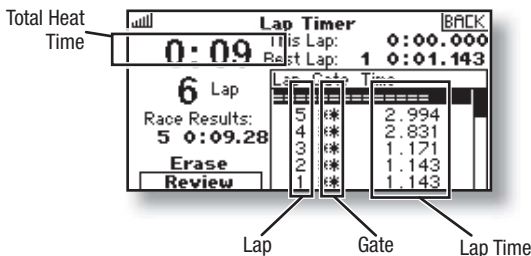 Total Heat
Time
Lap Timer
BACK
This Lap: 0:00.000
0:09
Best Lap: 1 0:01.143
6 Lap
Lap Gate Time
Race Results:
5 0:09.28
5 * 2.994
4 * 2.831
3 * 1.171
2 * 1.143
1 * 1.143
Erase
Review
Lap
Gate
Lap Time